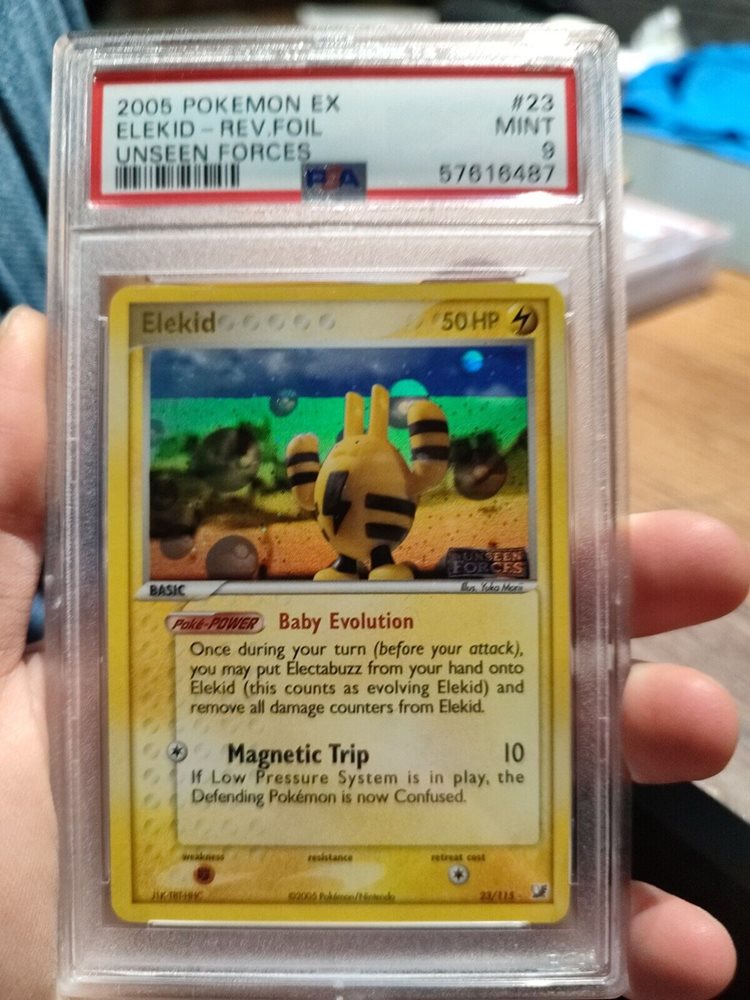 2005 POKEMON EX #23
ELEKID - REV.FOIL MINT
UNSEEN FORCES 9
PSA 57616487
Elekid 50 HP
UNSEEN
FORCES
BASIC Illus. Yuka Morii
Poké-POWER Baby Evolution
Once during your turn (before your attack),
you may put Electabuzz from your hand onto
Elekid (this counts as evolving Elekid) and
remove all damage counters from Elekid.
Magnetic Trip 10
If Low Pressure System is in play, the
Defending Pokémon is now Confused.
weakness resistance retreat cost
©2005 Pokémon/Nintendo 23/115